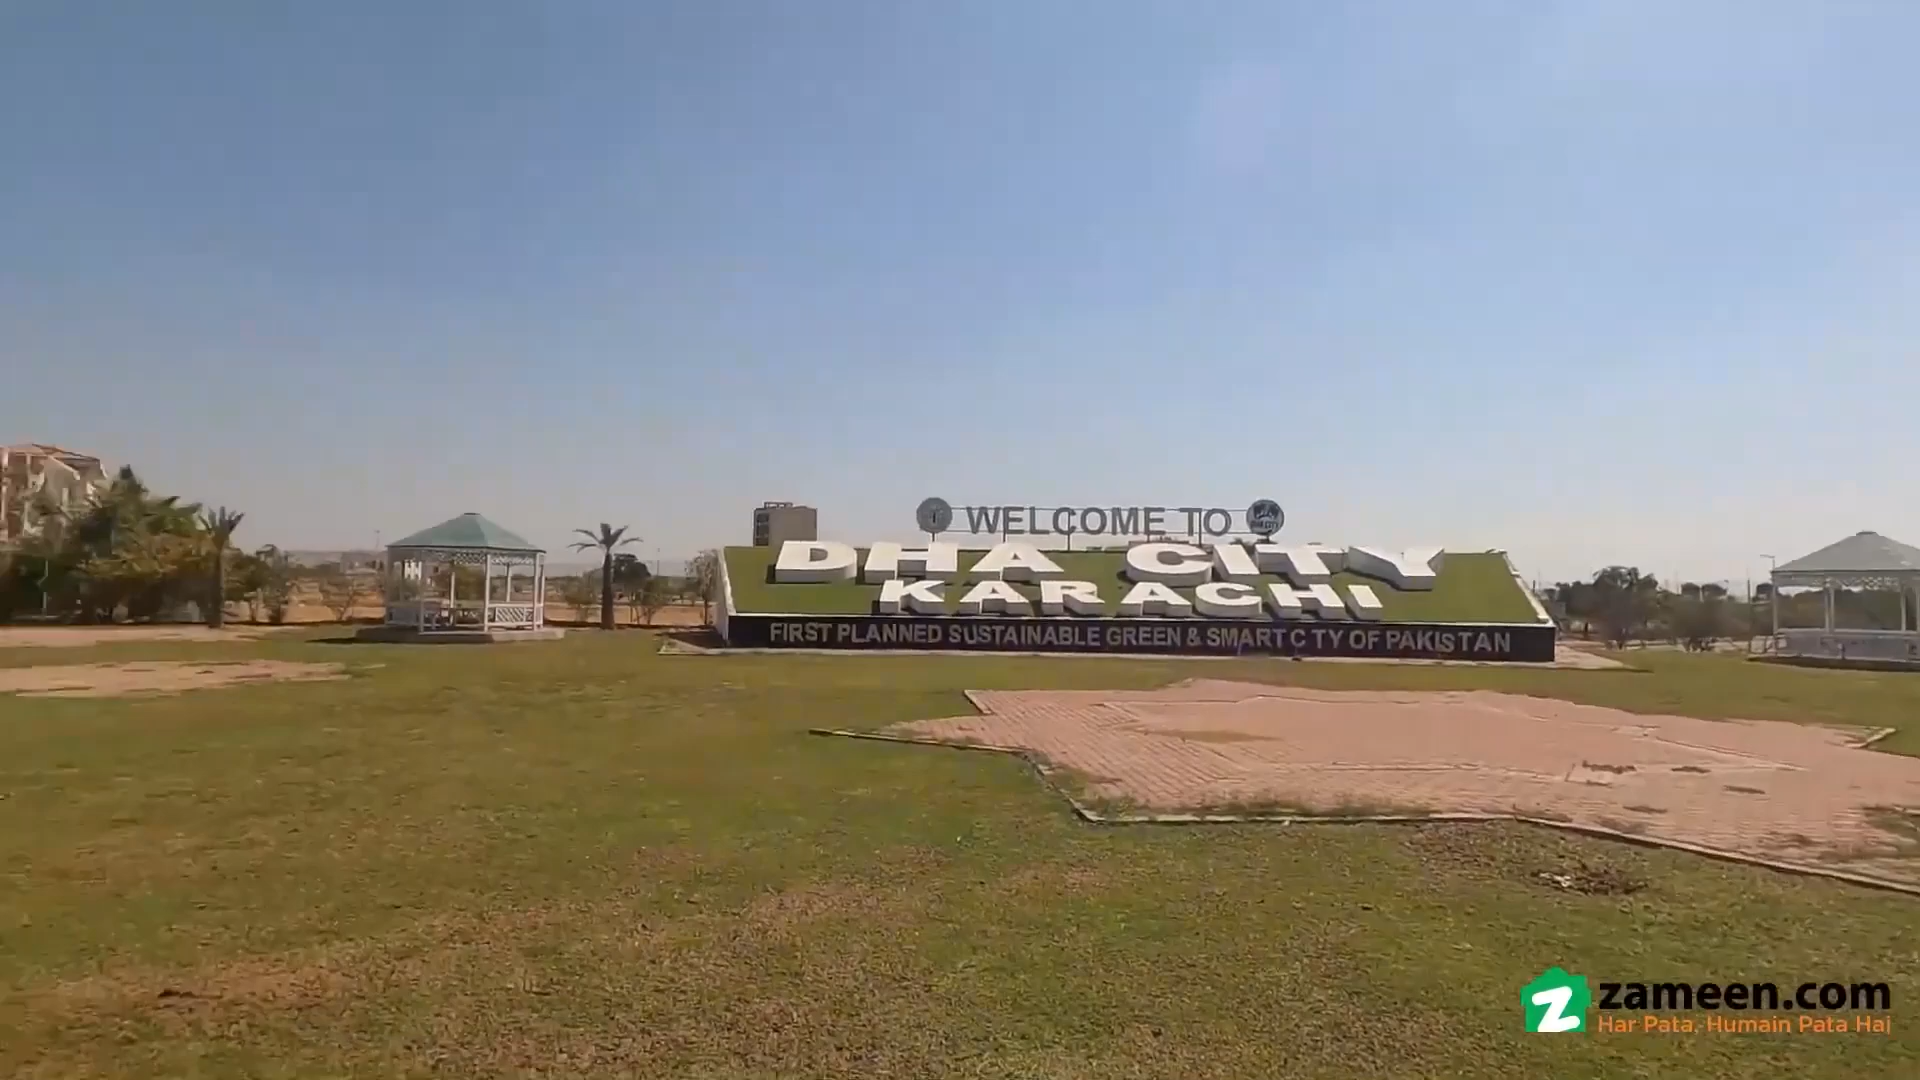 WELCOME TO
DHA CITY
KARACHI
FIRST PLANNED SUSTAINABLE GREEN & SMART C TY OF PAKISTAN
zameen.com
Har Pata, Humain Pata Hai